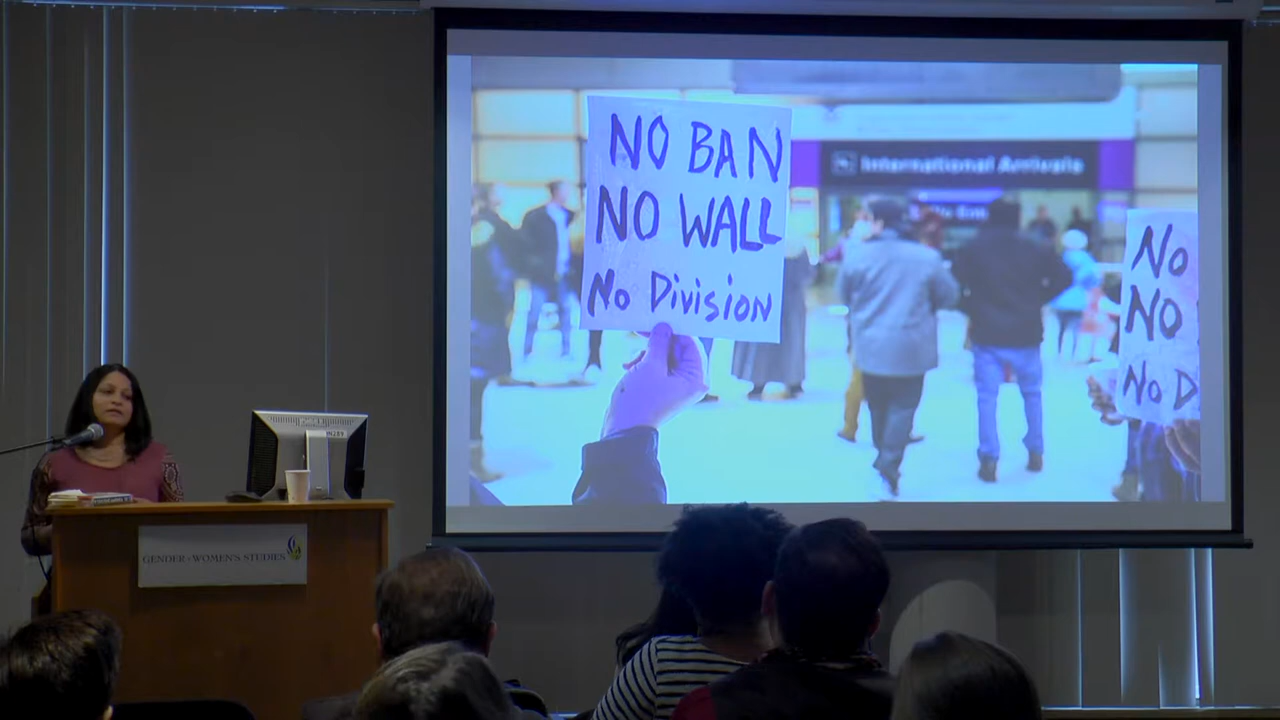 NO BAN
NO WALL
No Division
International Arrivals
No
NO
No D
GENDER + WOMEN'S STUDIES